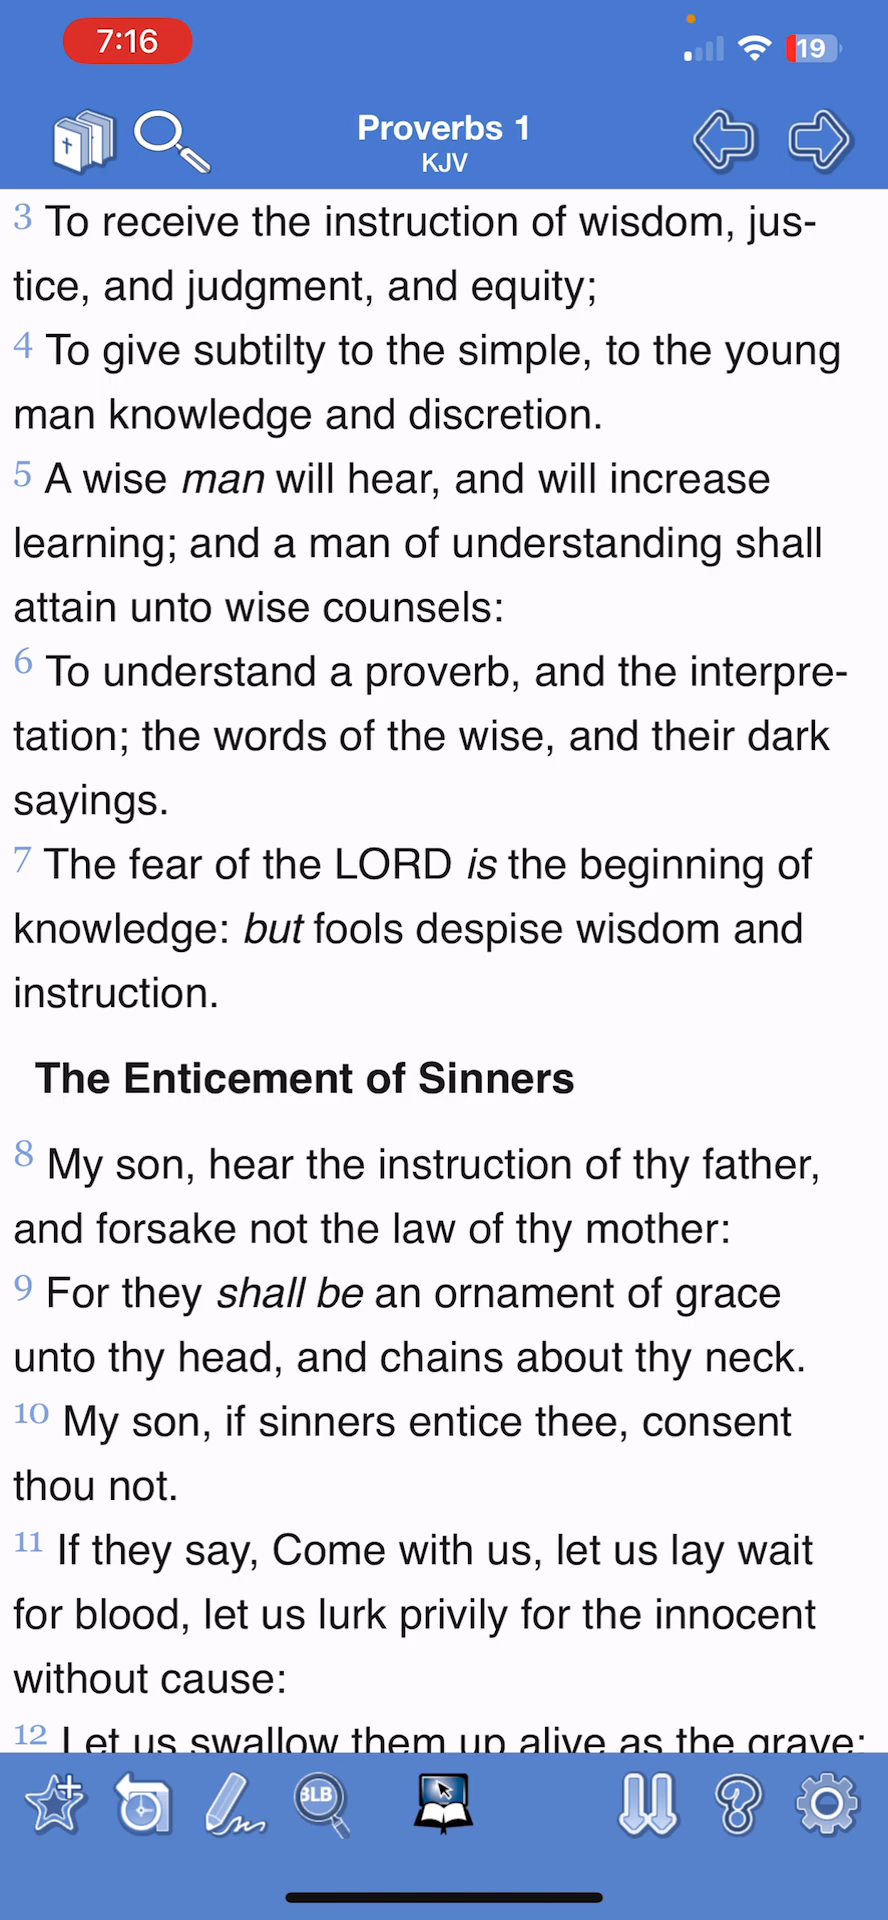 7:16
19
Proverbs 1
KJV
3 To receive the instruction of wisdom, jus-
tice, and judgment, and equity;
4 To give subtilty to the simple, to the young
man knowledge and discretion.
5 A wise man will hear, and will increase
learning; and a man of understanding shall
attain unto wise counsels:
6 To understand a proverb, and the interpre-
tation; the words of the wise, and their dark
sayings.
7 The fear of the LORD is the beginning of
knowledge: but fools despise wisdom and
instruction.
The Enticement of Sinners
8 My son, hear the instruction of thy father,
and forsake not the law of thy mother:
9 For they shall be an ornament of grace
unto thy head, and chains about thy neck.
10 My son, if sinners entice thee, consent
thou not.
11 If they say, Come with us, let us lay wait
for blood, let us lurk privily for the innocent
without cause:
12 Let us swallow them up alive as the grave;
BLB